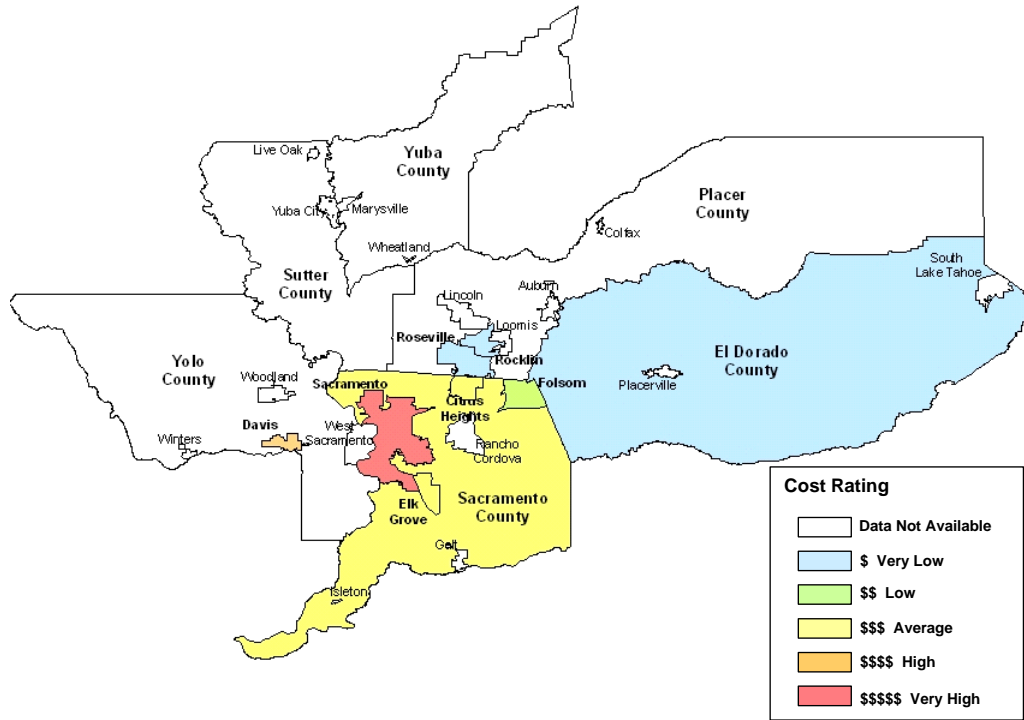 Yuba
County
Live Oak
Placer
County
Yuba City
Marysville
Colfax
Wheatland
South
Lake Tahoe
Sutter
County
Auburn
Lincoln
Loomis
Roseville
Rocklin
El Dorado
County
Yolo
County
Woodland
Sacramento
Folsom
Placerville
Citrus
Heights
Davis
West
Sacramento
Winters
Rancho
Cordova
Elk
Grove
Sacramento
County
Galt
Isleton
Cost Rating
Data Not Available
$ Very Low
$$ Low
$$$ Average
$$$$ High
$$$$$ Very High